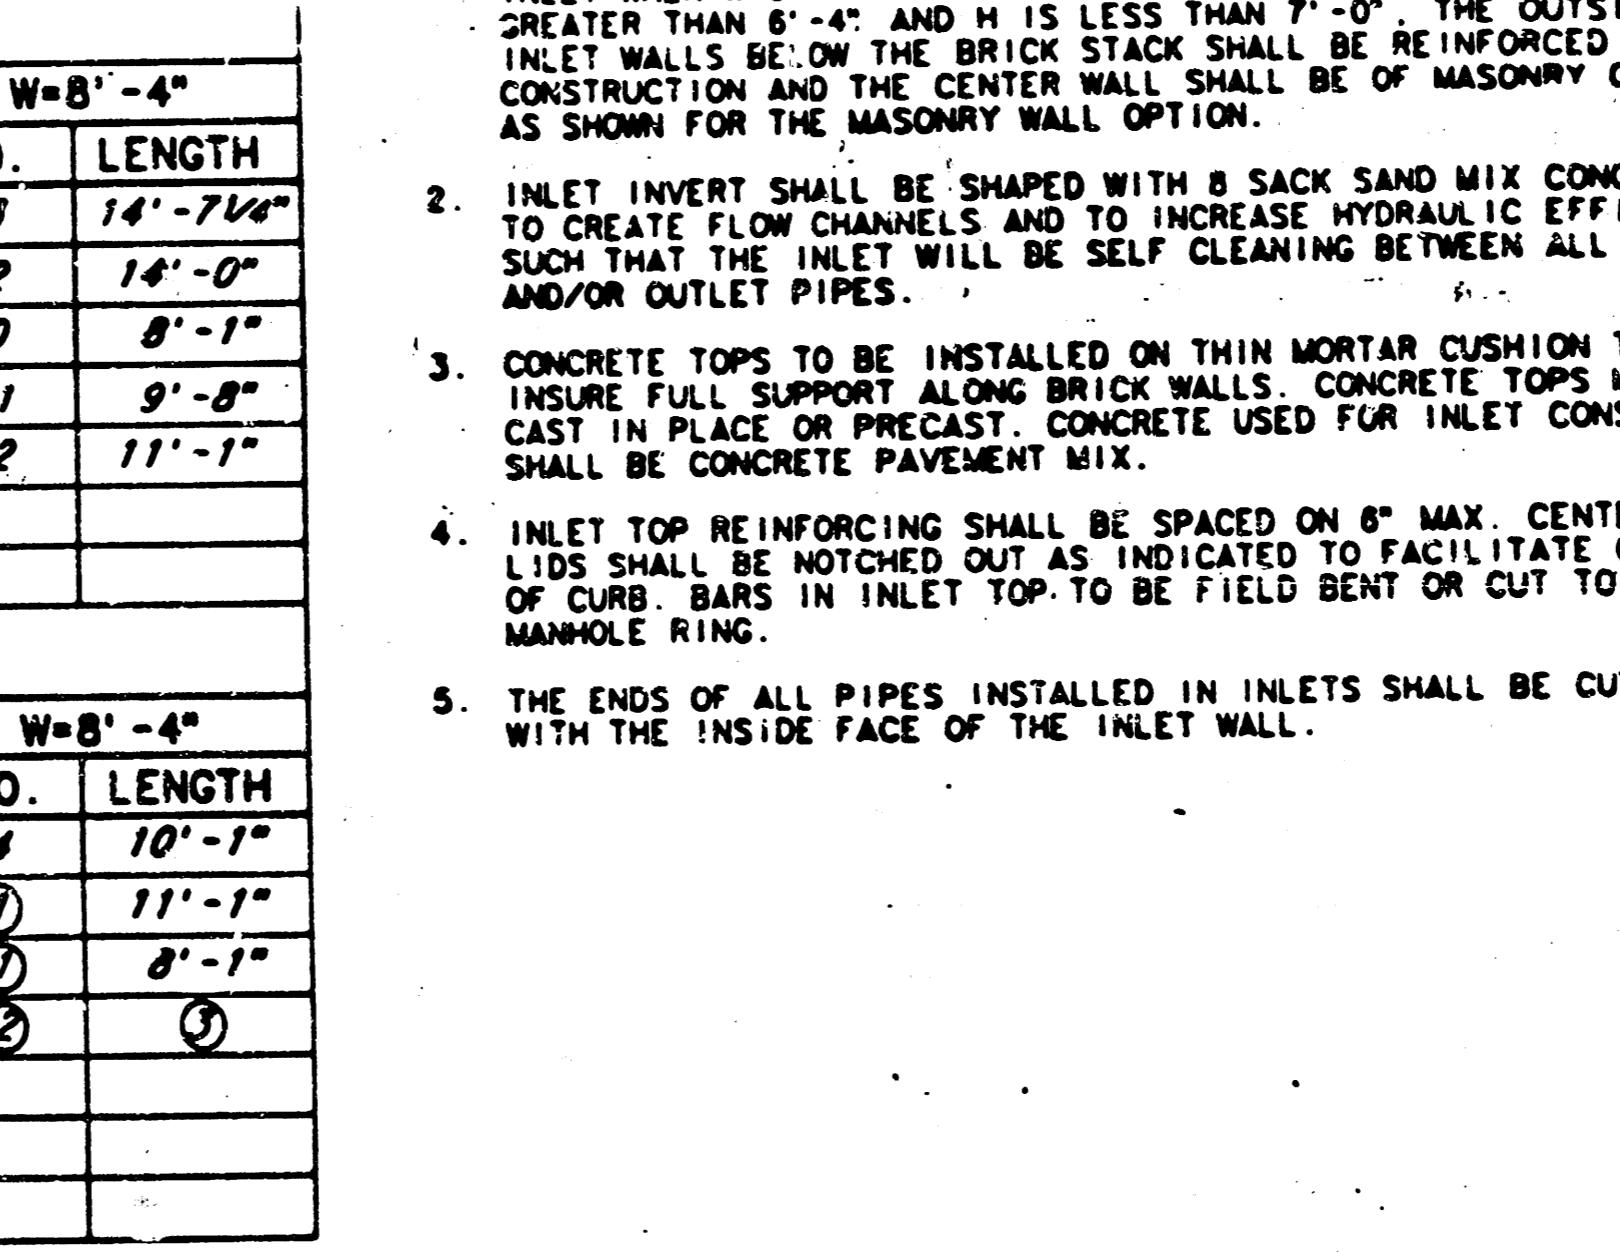 W=8'-4"
LENGTH
14'-7 1/4"
14'-0"
8'-1"
9'-8"
11'-1"
W=8'-4"
LENGTH
10'-1"
11'-1"
8'-1"
2 3
GREATER THAN 6'-4" AND H IS LESS THAN 7'-0". THE
INLET WALLS BELOW THE BRICK STACK SHALL BE REINFORCED
CONSTRUCTION AND THE CENTER WALL SHALL BE OF MASONRY
AS SHOWN FOR THE MASONRY WALL OPTION.
2. INLET INVERT SHALL BE SHAPED WITH 8 SACK SAND MIX
TO CREATE FLOW CHANNELS AND TO INCREASE HYDRAULIC
SUCH THAT THE INLET WILL BE SELF CLEANING BETWEEN ALL
AND/OR OUTLET PIPES.
3. CONCRETE TOPS TO BE INSTALLED ON THIN MORTAR CUSHION
INSURE FULL SUPPORT ALONG BRICK WALLS. CONCRETE TOPS
CAST IN PLACE OR PRECAST. CONCRETE USED FOR INLET
SHALL BE CONCRETE PAVEMENT MIX.
4. INLET TOP REINFORCING SHALL BE SPACED ON 6" MAX.
LIDS SHALL BE NOTCHED OUT AS INDICATED TO FACILITATE
OF CURB. BARS IN INLET TOP TO BE FIELD BENT OR CUT TO
MANHOLE RING.
5. THE ENDS OF ALL PIPES INSTALLED IN INLETS SHALL BE
WITH THE INSIDE FACE OF THE INLET WALL.